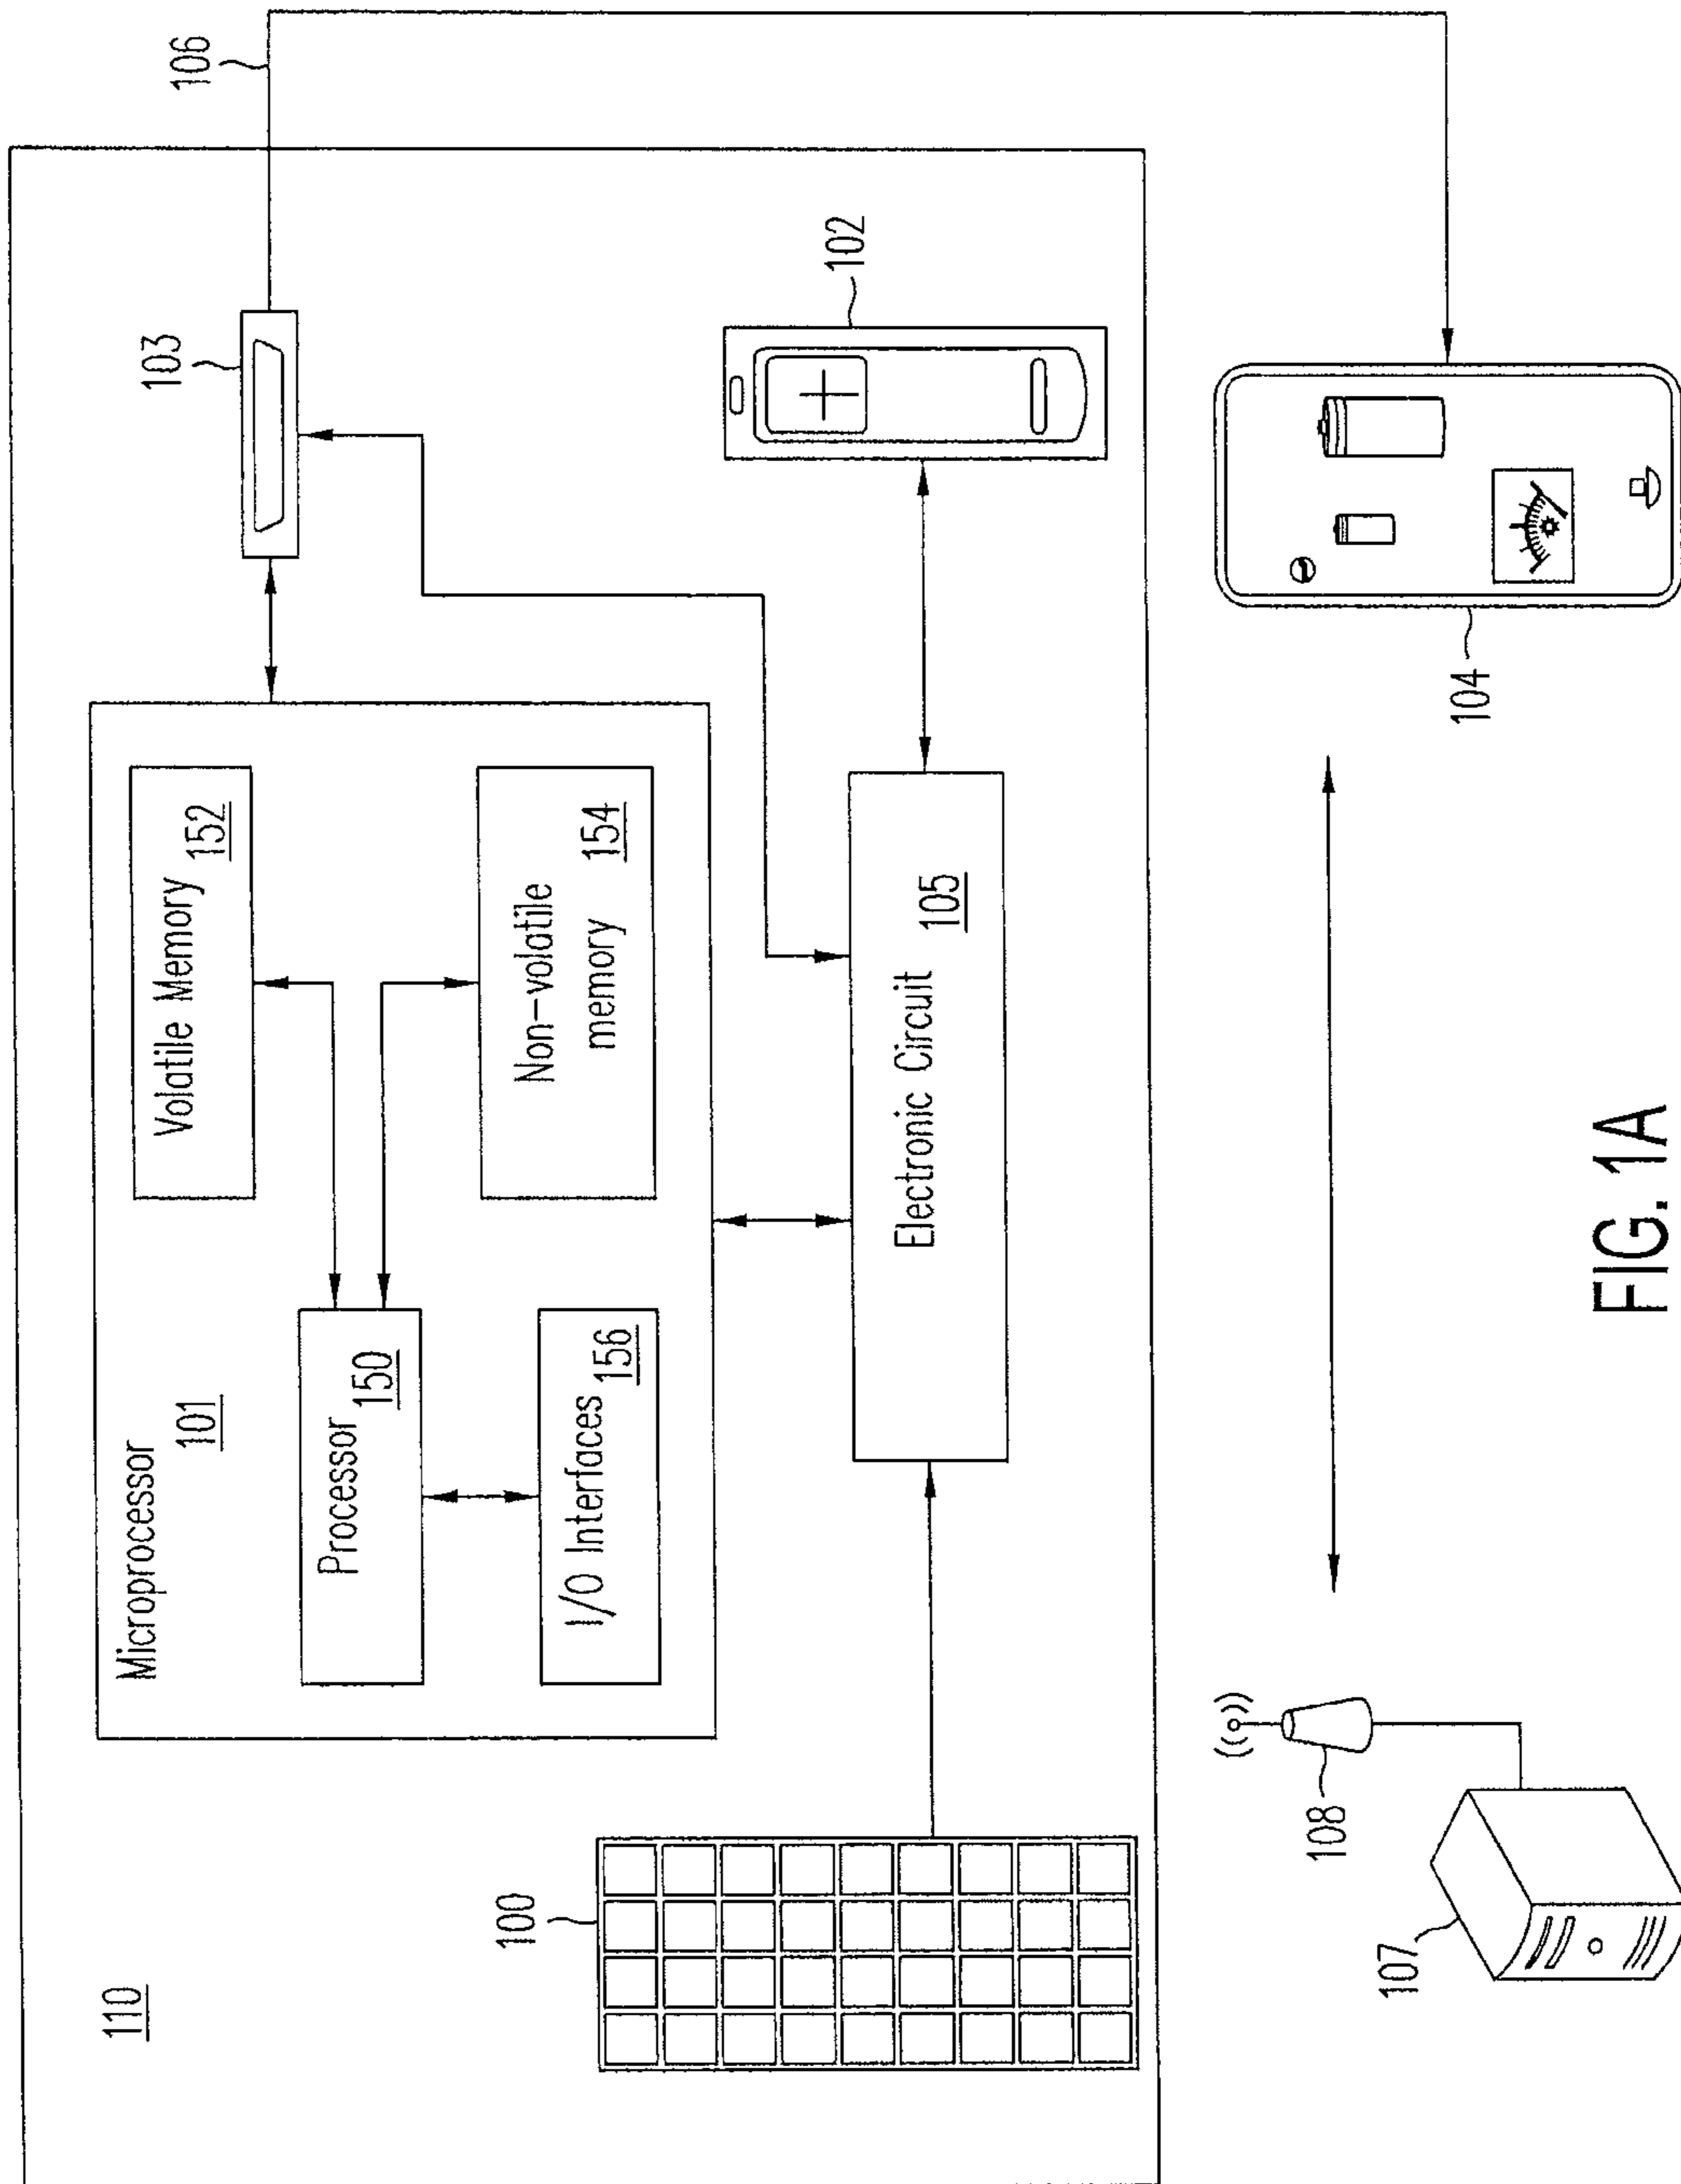 110
Microprocessor
101
Processor
150
I/O Interfaces
156
Volatile Memory
152
Non-volatile
memory
154
103
106
100
Electronic Circuit
105
102
108
107
104
FIG. 1A